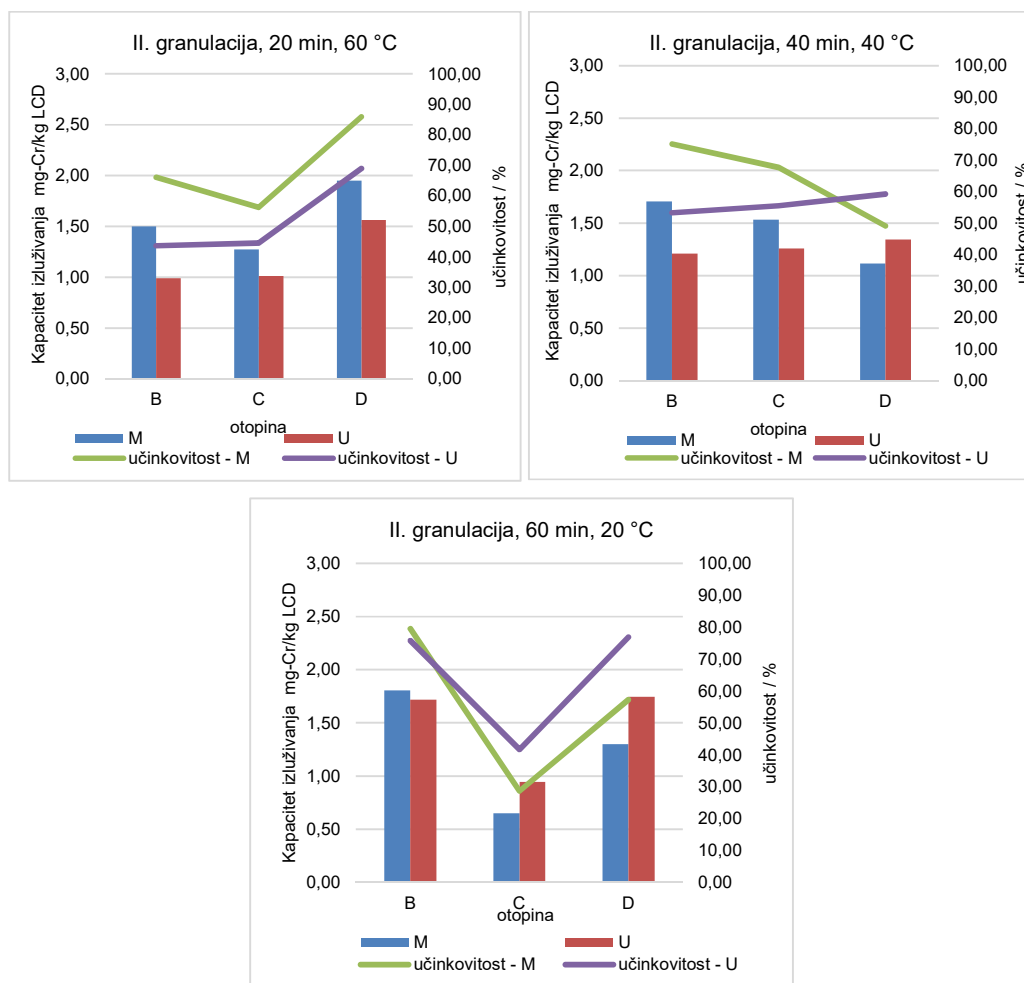 II. granulacija, 20 min, 60 °C
Kapacitet izluživanja mg-Cr/kg LCD
3,00
2,50
2,00
1,50
1,00
0,50
0,00
100,00
90,00
80,00
70,00
60,00
50,00
40,00
30,00
20,00
10,00
0,00
učinkovitost / %
B C D
otopina
M U
učinkovitost - M učinkovitost - U
II. granulacija, 40 min, 40 °C
Kapacitet izluživanja mg-Cr/kg LCD
3,00
2,50
2,00
1,50
1,00
0,50
0,00
100,00
90,00
80,00
70,00
60,00
50,00
40,00
30,00
20,00
10,00
0,00
učinkovitost / %
B C D
otopina
M U
učinkovitost - M učinkovitost - U
II. granulacija, 60 min, 20 °C
Kapacitet izluživanja mg-Cr/kg LCD
3,00
2,50
2,00
1,50
1,00
0,50
0,00
100,00
90,00
80,00
70,00
60,00
50,00
40,00
30,00
20,00
10,00
0,00
učinkovitost / %
B C D
otopina
M U
učinkovitost - M učinkovitost - U